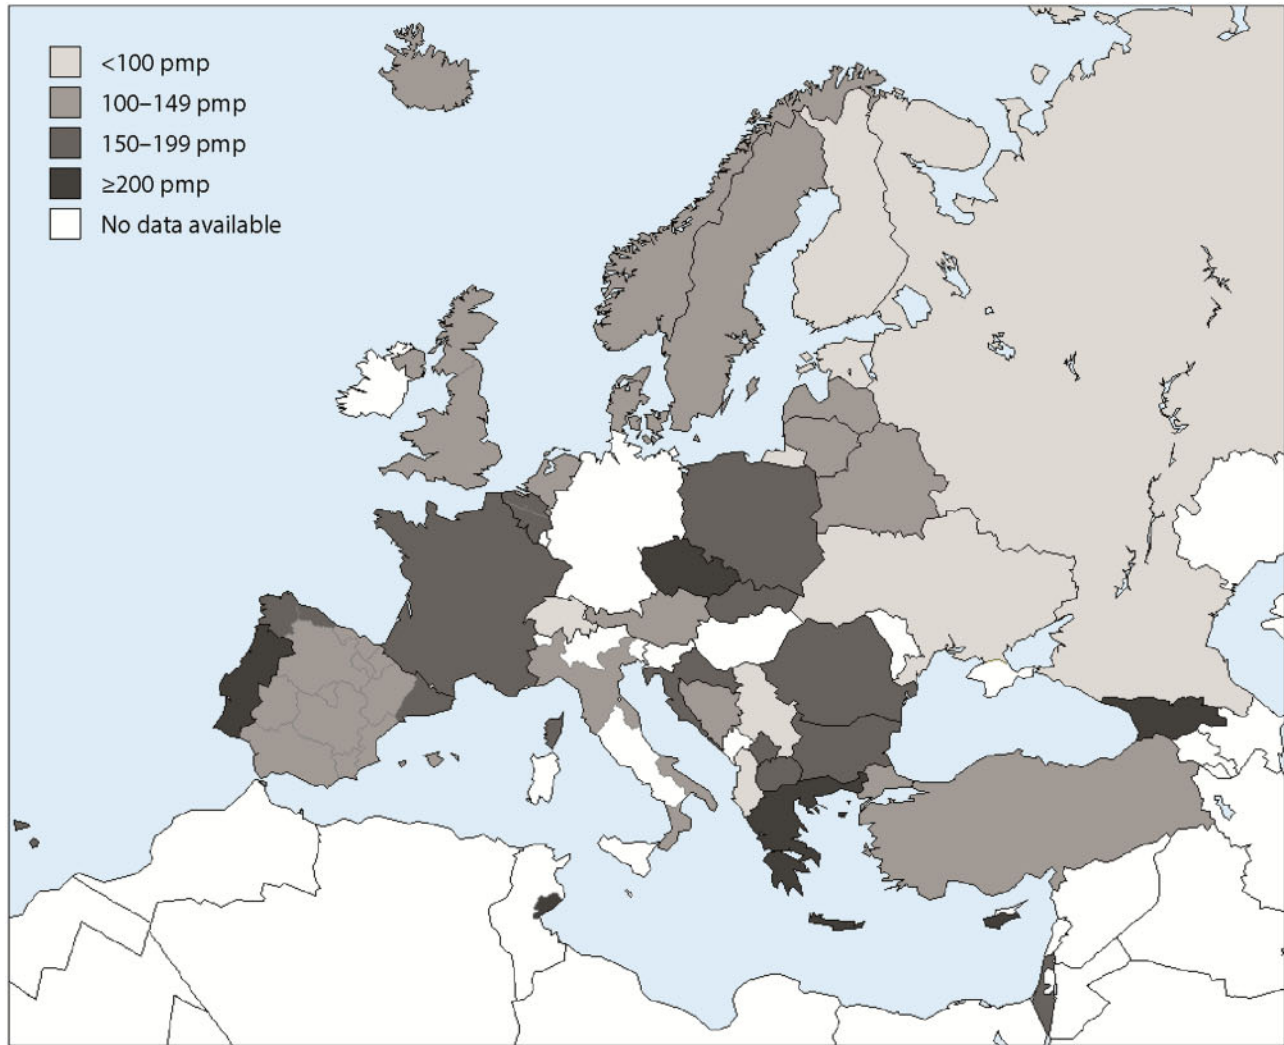 <100 pmp
100–149 pmp
150–199 pmp
≥200 pmp
No data available